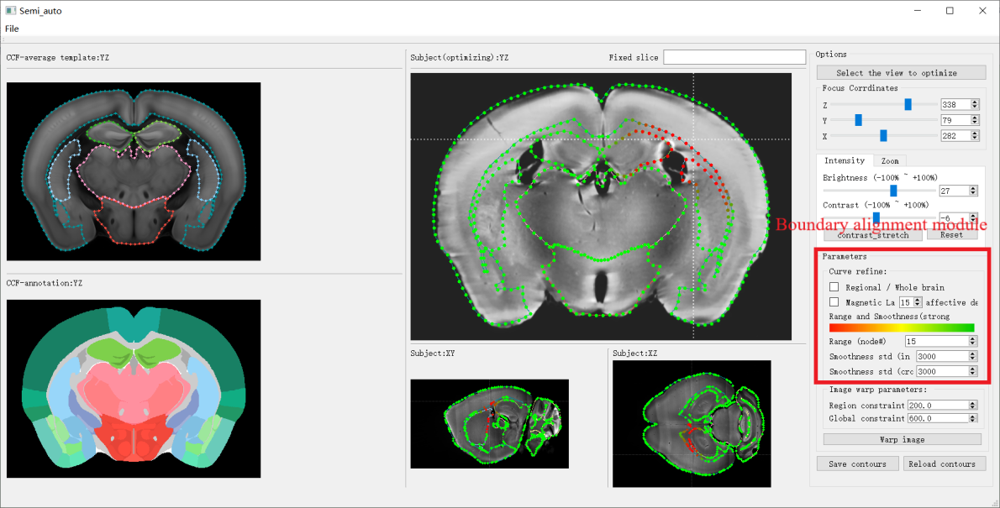 Semi_auto
File
CCF-average template:YZ
Subject(optimizing):YZ
Fixed slice
Options
Select the view to optimize
Focus Corrdinates
Z 338
Y 79
X 282
Intensity Zoom
Brightness (-100% ~ +100%)
27
Contrast (-100% ~ +100%)
-6
Boundary alignment module
contrast_stretch Reset
Parameters
Curve refine:
Regional / Whole brain
Magnetic La 15 affective de
Range and Smoothness(strong
Range (node#) 15
Smoothness std (in 3000
Smoothness std (crc 3000
Image warp parameters:
Region constraint 200.0
Global constraint 600.0
Warp image
Save contours Reload contours
CCF-annotation:YZ
Subject:XY
Subject:XZ